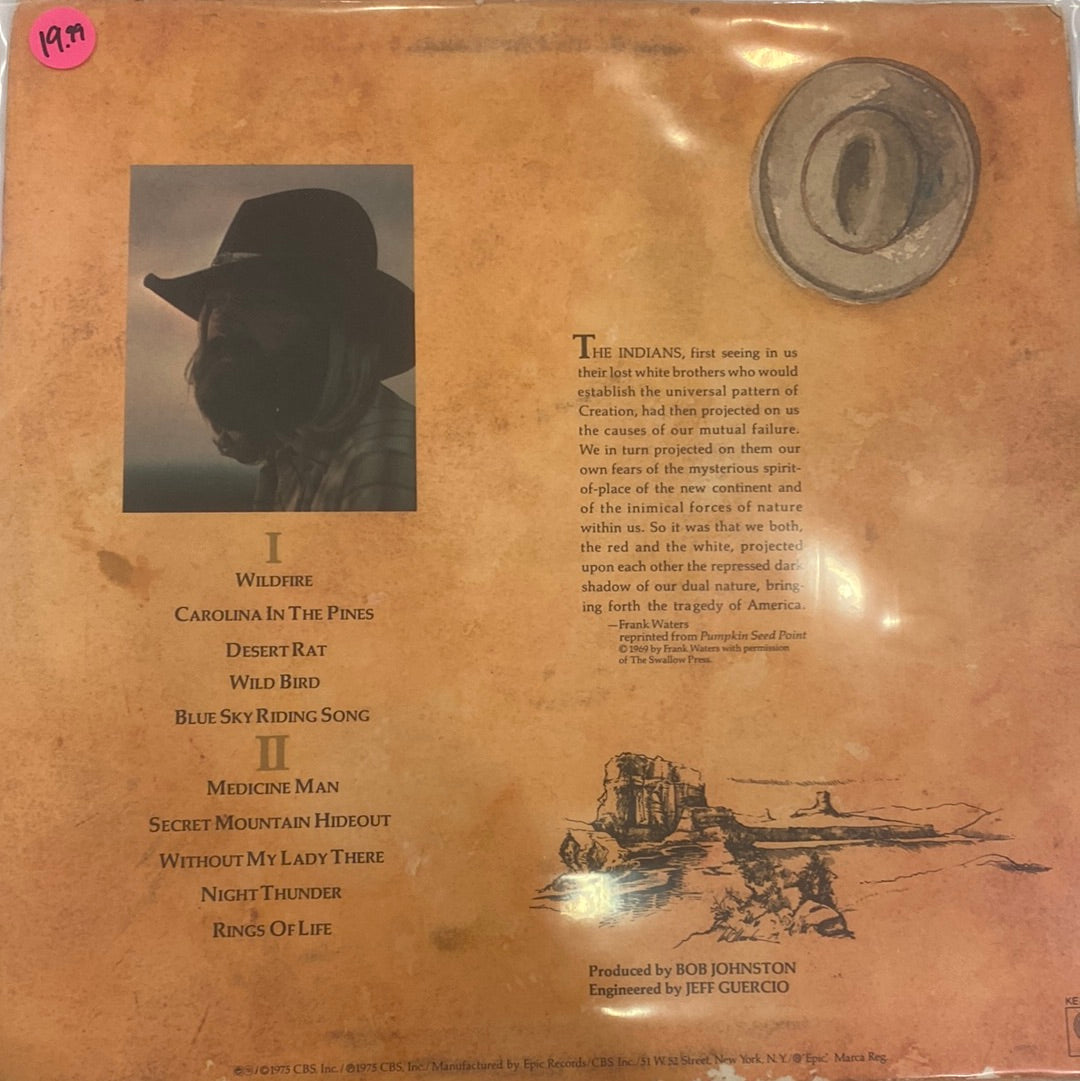 19.99
I
WILDFIRE
CAROLINA IN THE PINES
DESERT RAT
WILD BIRD
BLUE SKY RIDING SONG
II
MEDICINE MAN
SECRET MOUNTAIN HIDEOUT
WITHOUT MY LADY THERE
NIGHT THUNDER
RINGS OF LIFE
THE INDIANS, first seeing in us
their lost white brothers who would
establish the universal pattern of
Creation, had then projected on us
the causes of our mutual failure.
We in turn projected on them our
own fears of the mysterious spirit-
of-place of the new continent and
of the inimical forces of nature
within us. So it was that we both,
the red and the white, projected
upon each other the repressed dark
shadow of our dual nature, bring-
ing forth the tragedy of America.
—Frank Waters
reprinted from Pumpkin Seed Point
© 1969 by Frank Waters with permission
of The Swallow Press.
Produced by BOB JOHNSTON
Engineered by JEFF GUERCIO
KE
/©1975 CBS, Inc./℗1975 CBS, Inc./Manufactured by Epic Records/CBS Inc./51 W. 52 Street, New York, N.Y./® "Epic," Marca Reg.